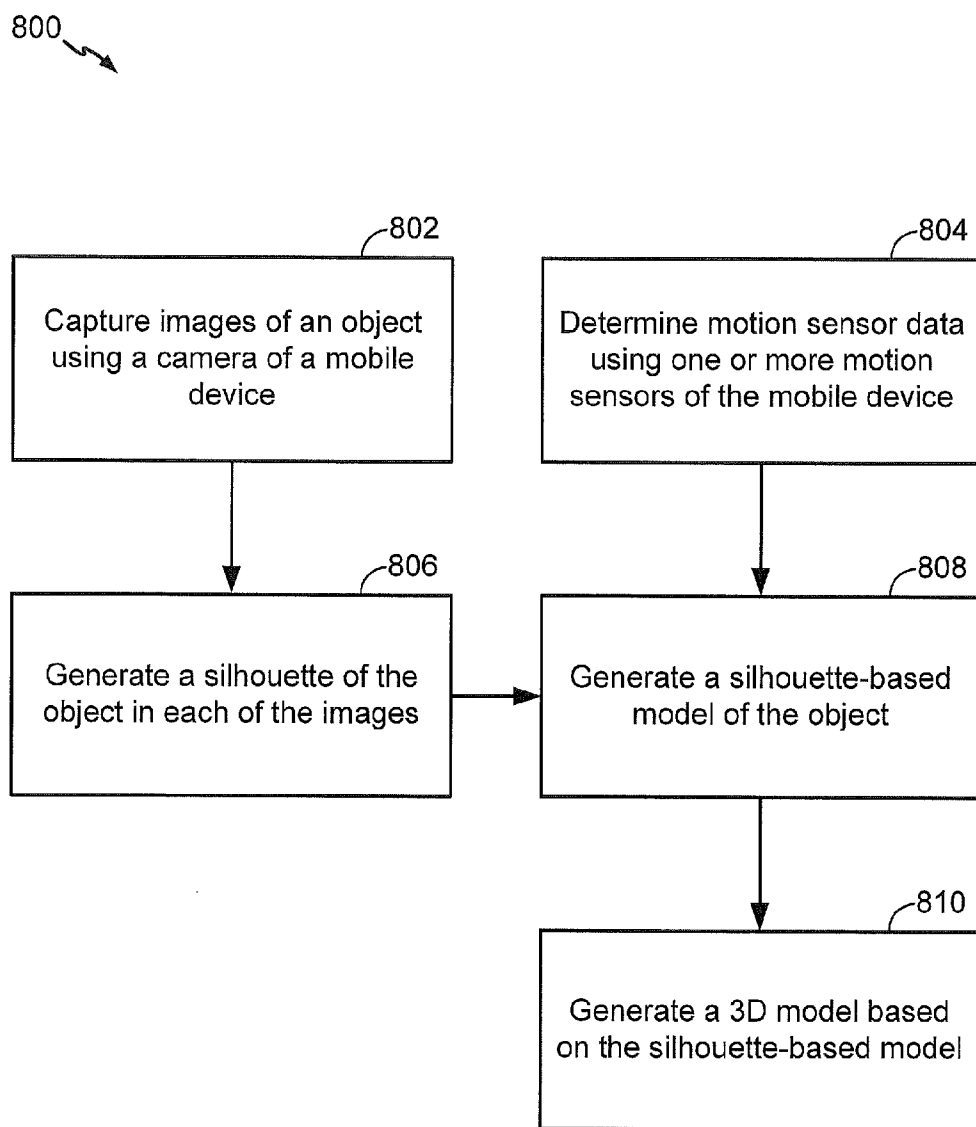 800
802
Capture images of an object
using a camera of a mobile
device
804
Determine motion sensor data
using one or more motion
sensors of the mobile device
806
Generate a silhouette of the
object in each of the images
808
Generate a silhouette-based
model of the object
810
Generate a 3D model based
on the silhouette-based model